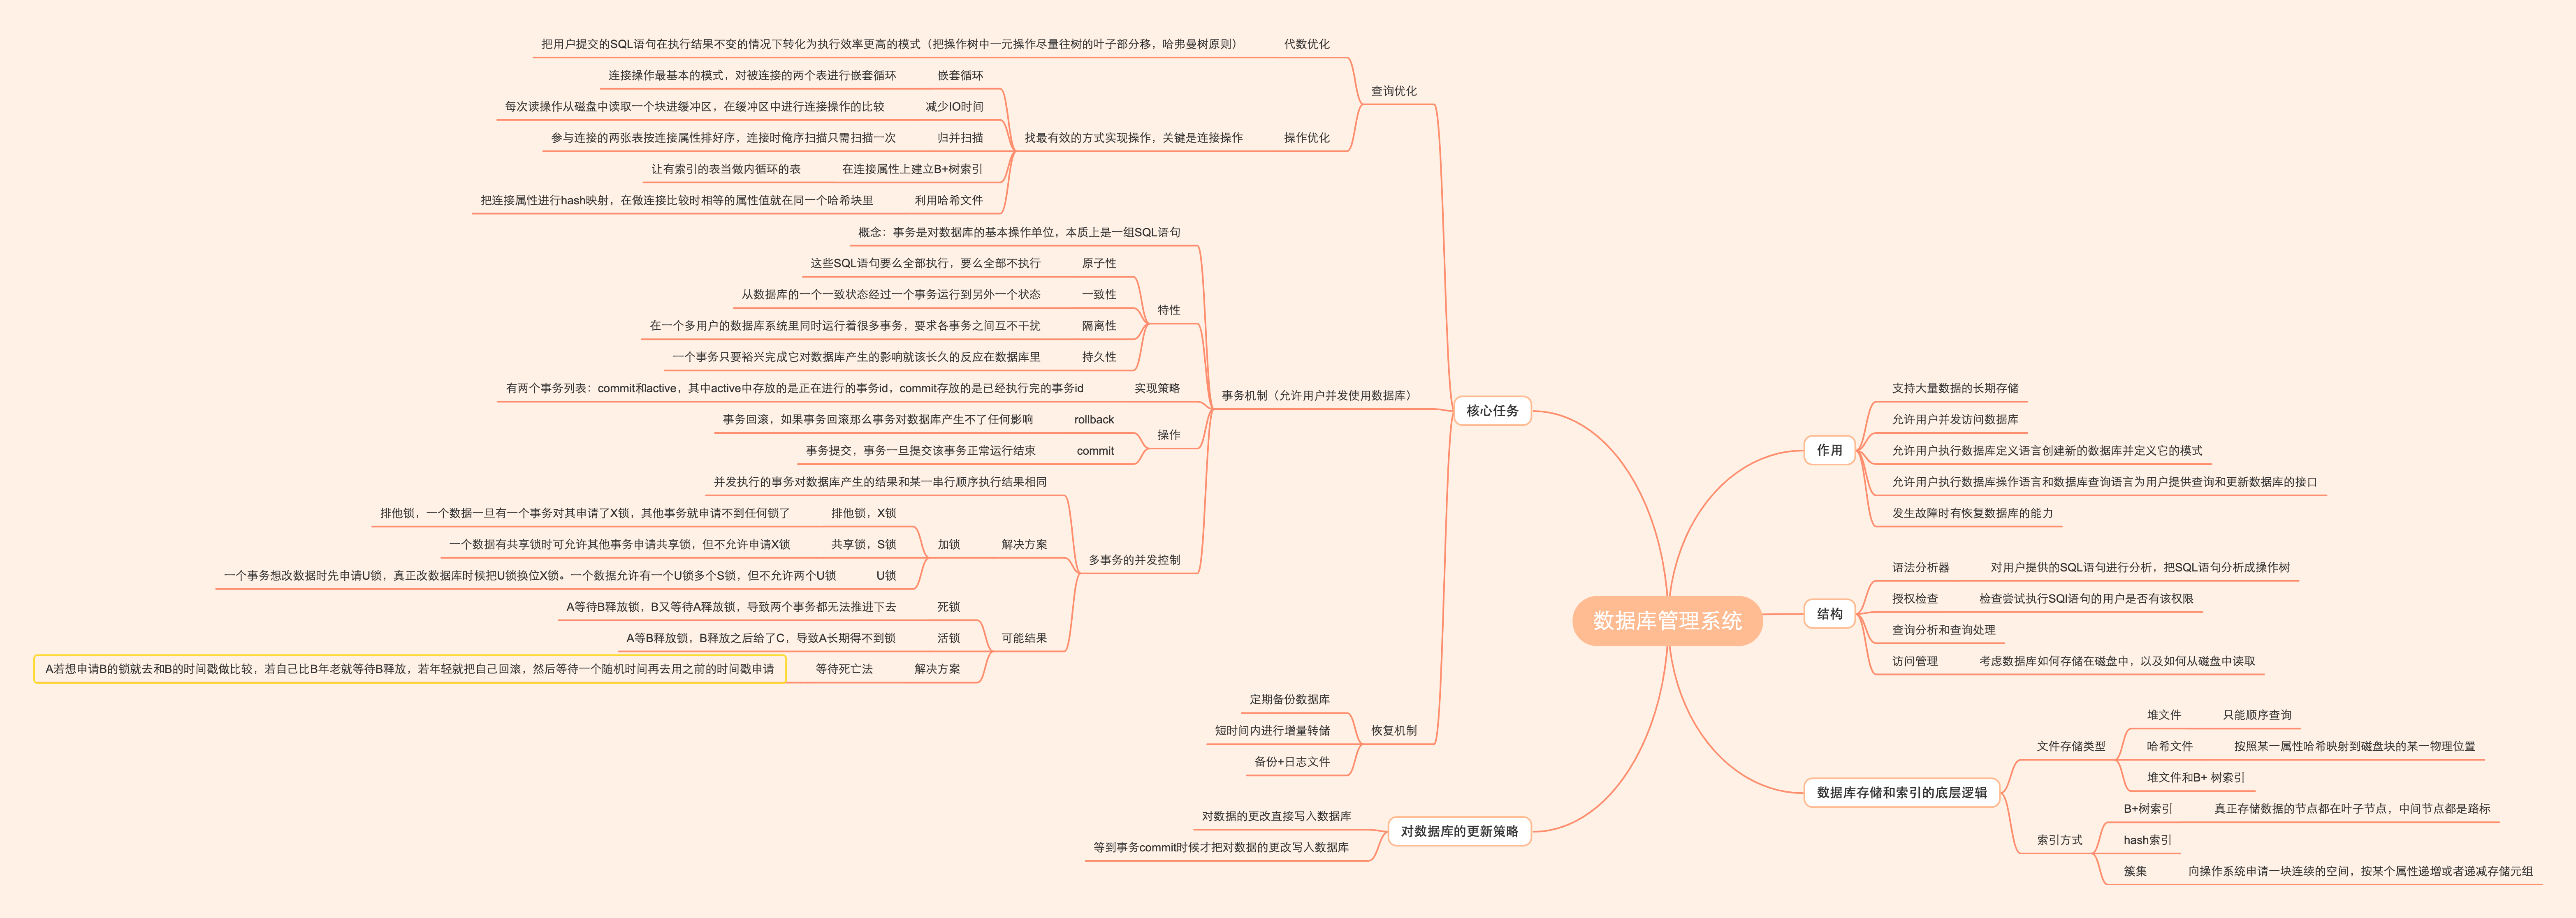 数据库管理系统
作用
支持大量数据的长期存储
允许用户并发访问数据库
允许用户执行数据库定义语言创建新的数据库并定义它的模式
允许用户执行数据库操作语言和数据库查询语言为用户提供查询和更新数据库的接口
发生故障时有恢复数据库的能力
结构
语法分析器
对用户提供的SQL语句进行分析，把SQL语句分析成操作树
授权检查
检查尝试执行SQl语句的用户是否有该权限
查询分析和查询处理
访问管理
考虑数据库如何存储在磁盘中，以及如何从磁盘中读取
数据库存储和索引的底层逻辑
文件存储类型
堆文件
只能顺序查询
哈希文件
按照某一属性哈希映射到磁盘块的某一物理位置
堆文件和B+ 树索引
索引方式
B+树索引
真正存储数据的节点都在叶子节点，中间节点都是路标
hash索引
簇集
向操作系统申请一块连续的空间，按某个属性递增或者递减存储元组
核心任务
查询优化
代数优化
把用户提交的SQL语句在执行结果不变的情况下转化为执行效率更高的模式（把操作树中一元操作尽量往树的叶子部分移，哈弗曼树原则）
操作优化
找最有效的方式实现操作，关键是连接操作
嵌套循环
连接操作最基本的模式，对被连接的两个表进行嵌套循环
减少IO时间
每次读操作从磁盘中读取一个块进缓冲区，在缓冲区中进行连接操作的比较
归并扫描
参与连接的两张表按连接属性排好序，连接时俺序扫描只需扫描一次
在连接属性上建立B+树索引
让有索引的表当做内循环的表
利用哈希文件
把连接属性进行hash映射，在做连接比较时相等的属性值就在同一个哈希块里
事务机制（允许用户并发使用数据库）
概念：事务是对数据库的基本操作单位，本质上是一组SQL语句
特性
原子性
这些SQL语句要么全部执行，要么全部不执行
一致性
从数据库的一个一致状态经过一个事务运行到另外一个状态
隔离性
在一个多用户的数据库系统里同时运行着很多事务，要求各事务之间互不干扰
持久性
一个事务只要裕兴完成它对数据库产生的影响就该长久的反应在数据库里
实现策略
有两个事务列表：commit和active，其中active中存放的是正在进行的事务id，commit存放的是已经执行完的事务id
操作
rollback
事务回滚，如果事务回滚那么事务对数据库产生不了任何影响
commit
事务提交，事务一旦提交该事务正常运行结束
多事务的并发控制
并发执行的事务对数据库产生的结果和某一串行顺序执行结果相同
解决方案
加锁
排他锁，X锁
排他锁，一个数据一旦有一个事务对其申请了X锁，其他事务就申请不到任何锁了
共享锁，S锁
一个数据有共享锁时可允许其他事务申请共享锁，但不允许申请X锁
U锁
一个事务想改数据时先申请U锁，真正改数据库时候把U锁换位X锁。一个数据允许有一个U锁多个S锁，但不允许两个U锁
可能结果
死锁
A等待B释放锁，B又等待A释放锁，导致两个事务都无法推进下去
活锁
A等B释放锁，B释放之后给了C，导致A长期得不到锁
解决方案
等待死亡法
A若想申请B的锁就去和B的时间戳做比较，若自己比B年老就等待B释放，若年轻就把自己回滚，然后等待一个随机时间再去用之前的时间戳申请
恢复机制
定期备份数据库
短时间内进行增量转储
备份+日志文件
对数据库的更新策略
对数据的更改直接写入数据库
等到事务commit时候才把对数据的更改写入数据库